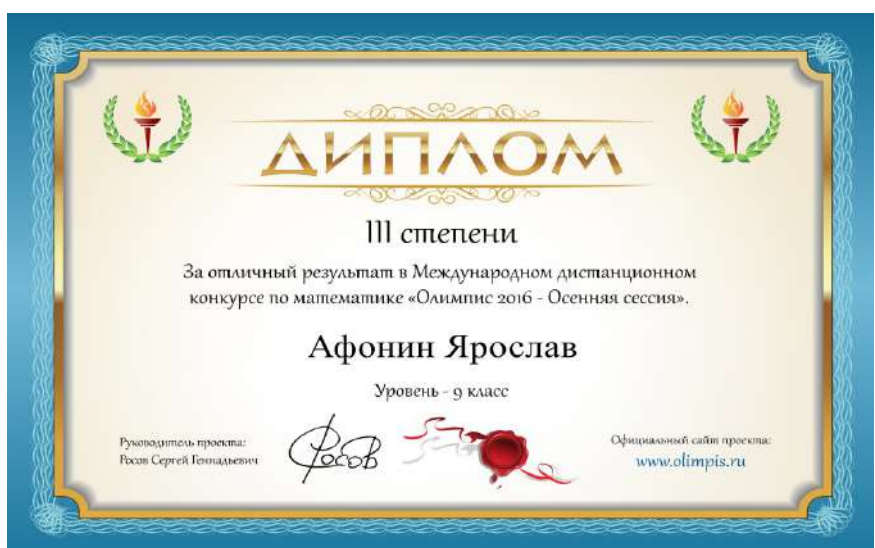 ДИПЛОМ
III степени
За отличный результат в Международном дистанционном
конкурсе по математике «Олимпис 2016 - Осенняя сессия».
Афонин Ярослав
Уровень - 9 класс
Руководитель проекта:
Росов Сергей Геннадьевич
Росов
Официальный сайт проекта:
www.olimpis.ru